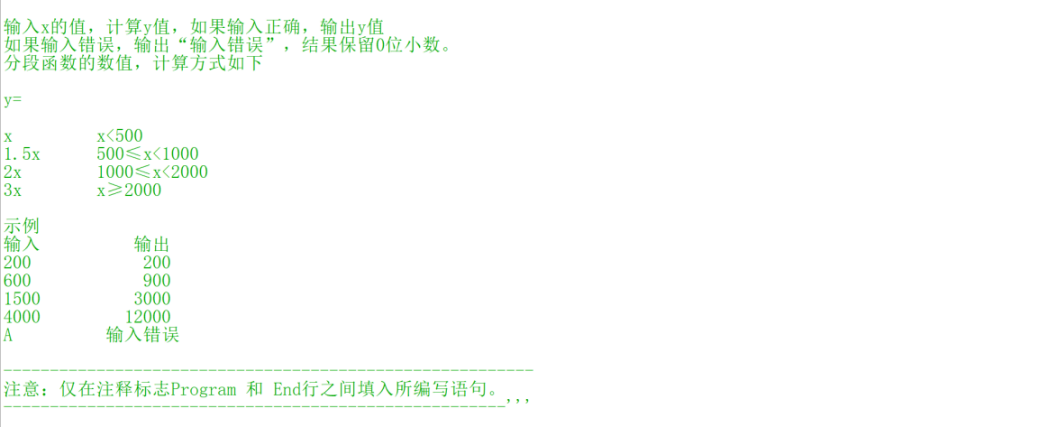 输入x的值，计算y值，如果输入正确，输出y值
如果输入错误，输出“输入错误”，结果保留0位小数。
分段函数的数值，计算方式如下
y=
x x<500
1.5x 500≤x<1000
2x 1000≤x<2000
3x x≥2000
示例
输入 输出
200 200
600 900
1500 3000
4000 12000
A 输入错误
---------------------------------------------------------
注意：仅在注释标志Program 和 End行之间填入所编写语句。
------------------------------------------------------'''